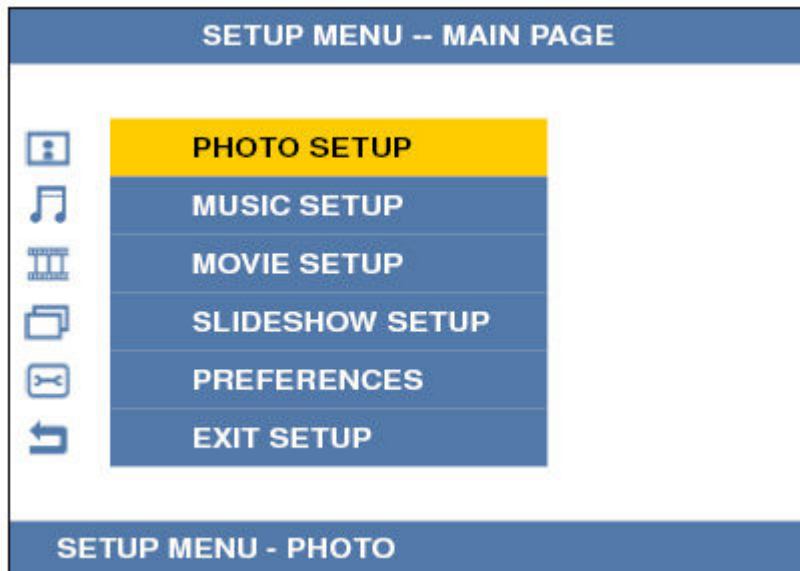 SETUP MENU -- MAIN PAGE
PHOTO SETUP
MUSIC SETUP
MOVIE SETUP
SLIDESHOW SETUP
PREFERENCES
EXIT SETUP
SETUP MENU - PHOTO